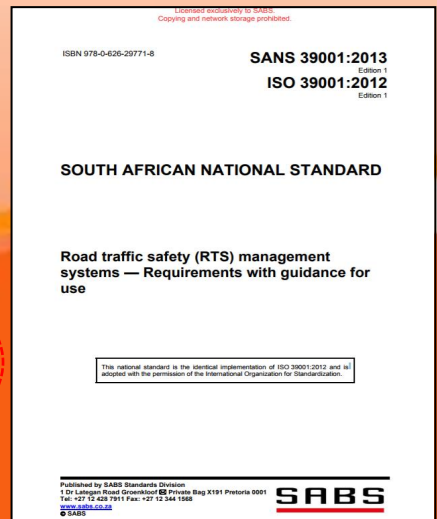 Licensed exclusively to SABS.
Copying and network storage prohibited.
ISBN 978-0-626-29771-8
SANS 39001:2013
Edition 1
ISO 39001:2012
Edition 1
SOUTH AFRICAN NATIONAL STANDARD
Road traffic safety (RTS) management
systems — Requirements with guidance for
use
This national standard is the identical implementation of ISO 39001:2012 and is
adopted with the permission of the International Organization for Standardization.
Published by SABS Standards Division
1 Dr Lategan Road Groenkloof ✉ Private Bag X191 Pretoria 0001
Tel: +27 12 428 7911 Fax: +27 12 344 1568
www.sabs.co.za
© SABS
SABS